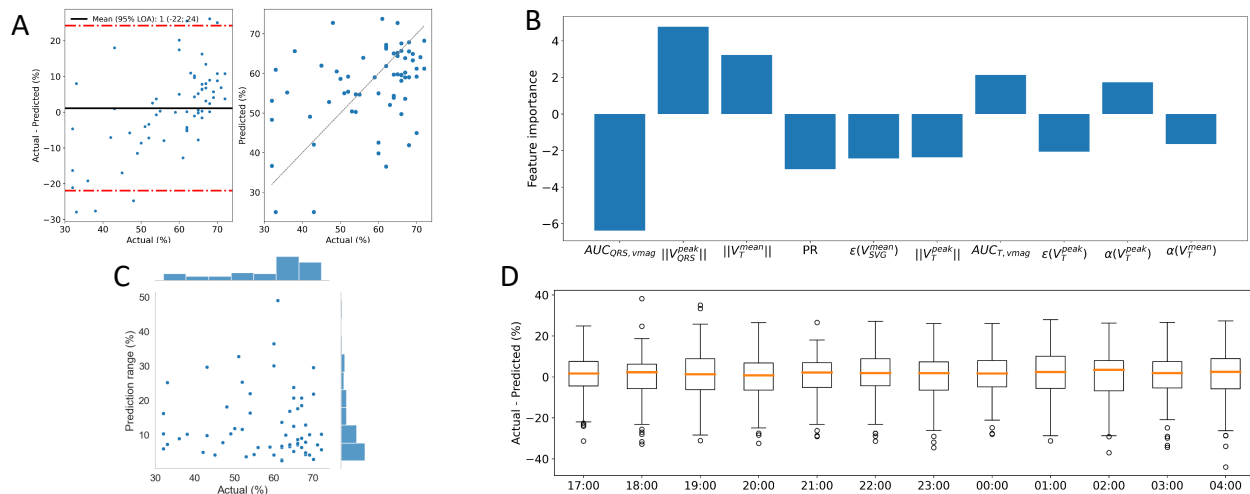 A
Mean (95% LOA): 1 (-22; 24)
Actual - Predicted (%)
20
10
0
−10
−20
−30
30 40 50 60 70
Actual (%)
Predicted (%)
70
60
50
40
30
30 40 50 60 70
Actual (%)
B
Feature importance
4
2
0
−2
−4
−6
AUC_{QRS, vmag} ||V_{QRS}^{peak}|| ||V_T^{mean}|| PR ε(V_{SVG}^{mean}) ||V_T^{peak}|| AUC_{T, vmag} ε(V_T^{peak}) α(V_T^{peak}) α(V_T^{mean})
C
Prediction range (%)
50
40
30
20
10
30 40 50 60 70
Actual (%)
D
Actual - Predicted (%)
40
20
0
−20
−40
17:00 18:00 19:00 20:00 21:00 22:00 23:00 00:00 01:00 02:00 03:00 04:00